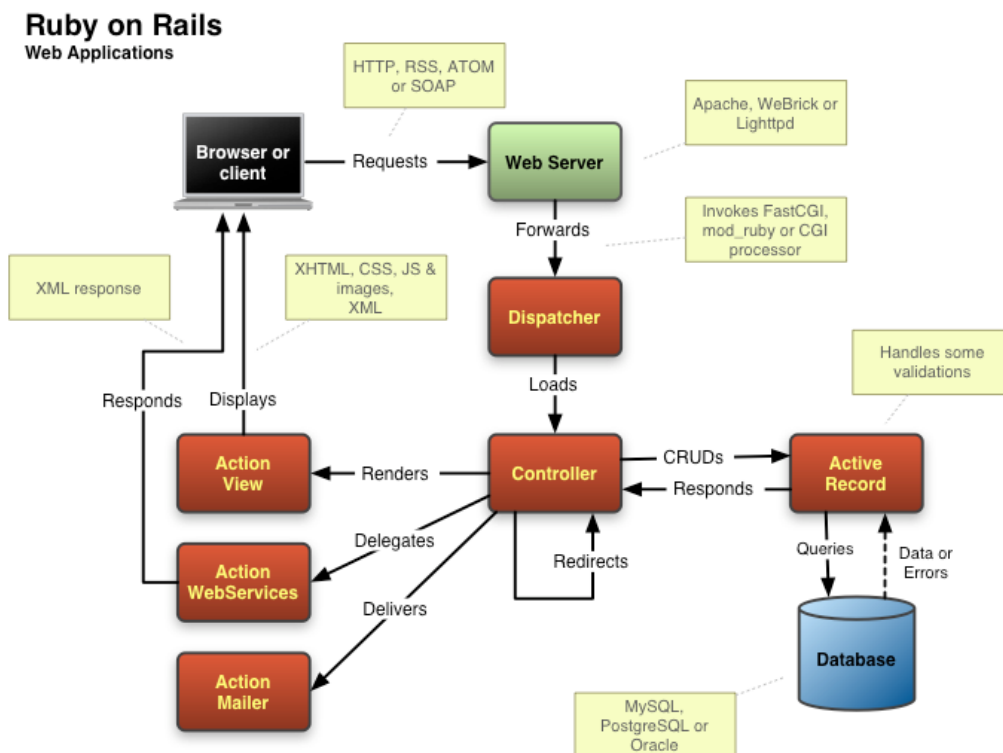 Ruby on Rails
Web Applications
HTTP, RSS, ATOM
or SOAP
Apache, WeBrick or
Lighttpd
Browser or
client
Requests
Web Server
Invokes FastCGI,
mod_ruby or CGI
processor
Forwards
XML response
XHTML, CSS, JS &
images,
XML
Dispatcher
Handles some
validations
Loads
Responds
Displays
Action
View
Renders
Controller
CRUDs
Responds
Active
Record
Delegates
Redirects
Queries
Data or
Errors
Action
WebServices
Delivers
Action
Mailer
Database
MySQL,
PostgreSQL or
Oracle